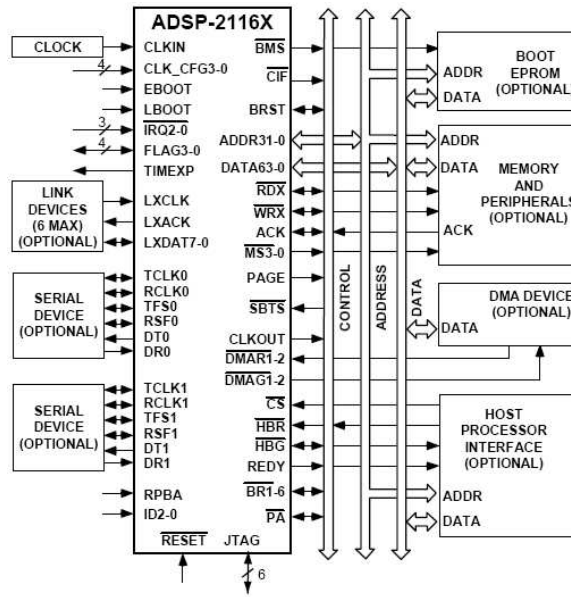 ADSP-2116X
CLOCK
CLKIN
4
CLK_CFG3-0
EBOOT
LBOOT
3
IRQ2-0
4
FLAG3-0
TIMEXP
LINK
DEVICES
(6 MAX)
(OPTIONAL)
LXCLK
LXACK
LXDAT7-0
SERIAL
DEVICE
(OPTIONAL)
TCLK0
RCLK0
TFS0
RSF0
DT0
DR0
SERIAL
DEVICE
(OPTIONAL)
TCLK1
RCLK1
TFS1
RSF1
DT1
DR1
RPBA
ID2-0
RESET
JTAG
6
BMS
CIF
BRST
ADDR31-0
DATA63-0
RDX
WRX
ACK
MS3-0
PAGE
SBTS
CLKOUT
DMAR1-2
DMAG1-2
CS
HBR
HBG
REDY
BR1-6
PA
CONTROL
ADDRESS
DATA
BOOT
EPROM
(OPTIONAL)
ADDR
DATA
ADDR
DATA
MEMORY
AND
PERIPHERALS
(OPTIONAL)
ACK
DMA DEVICE
(OPTIONAL)
DATA
HOST
PROCESSOR
INTERFACE
(OPTIONAL)
ADDR
DATA